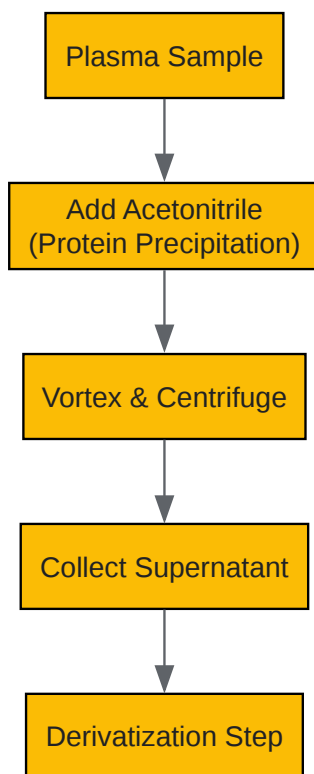 Plasma Sample
Add Acetonitrile
(Protein Precipitation)
Vortex & Centrifuge
Collect Supernatant
Derivatization Step